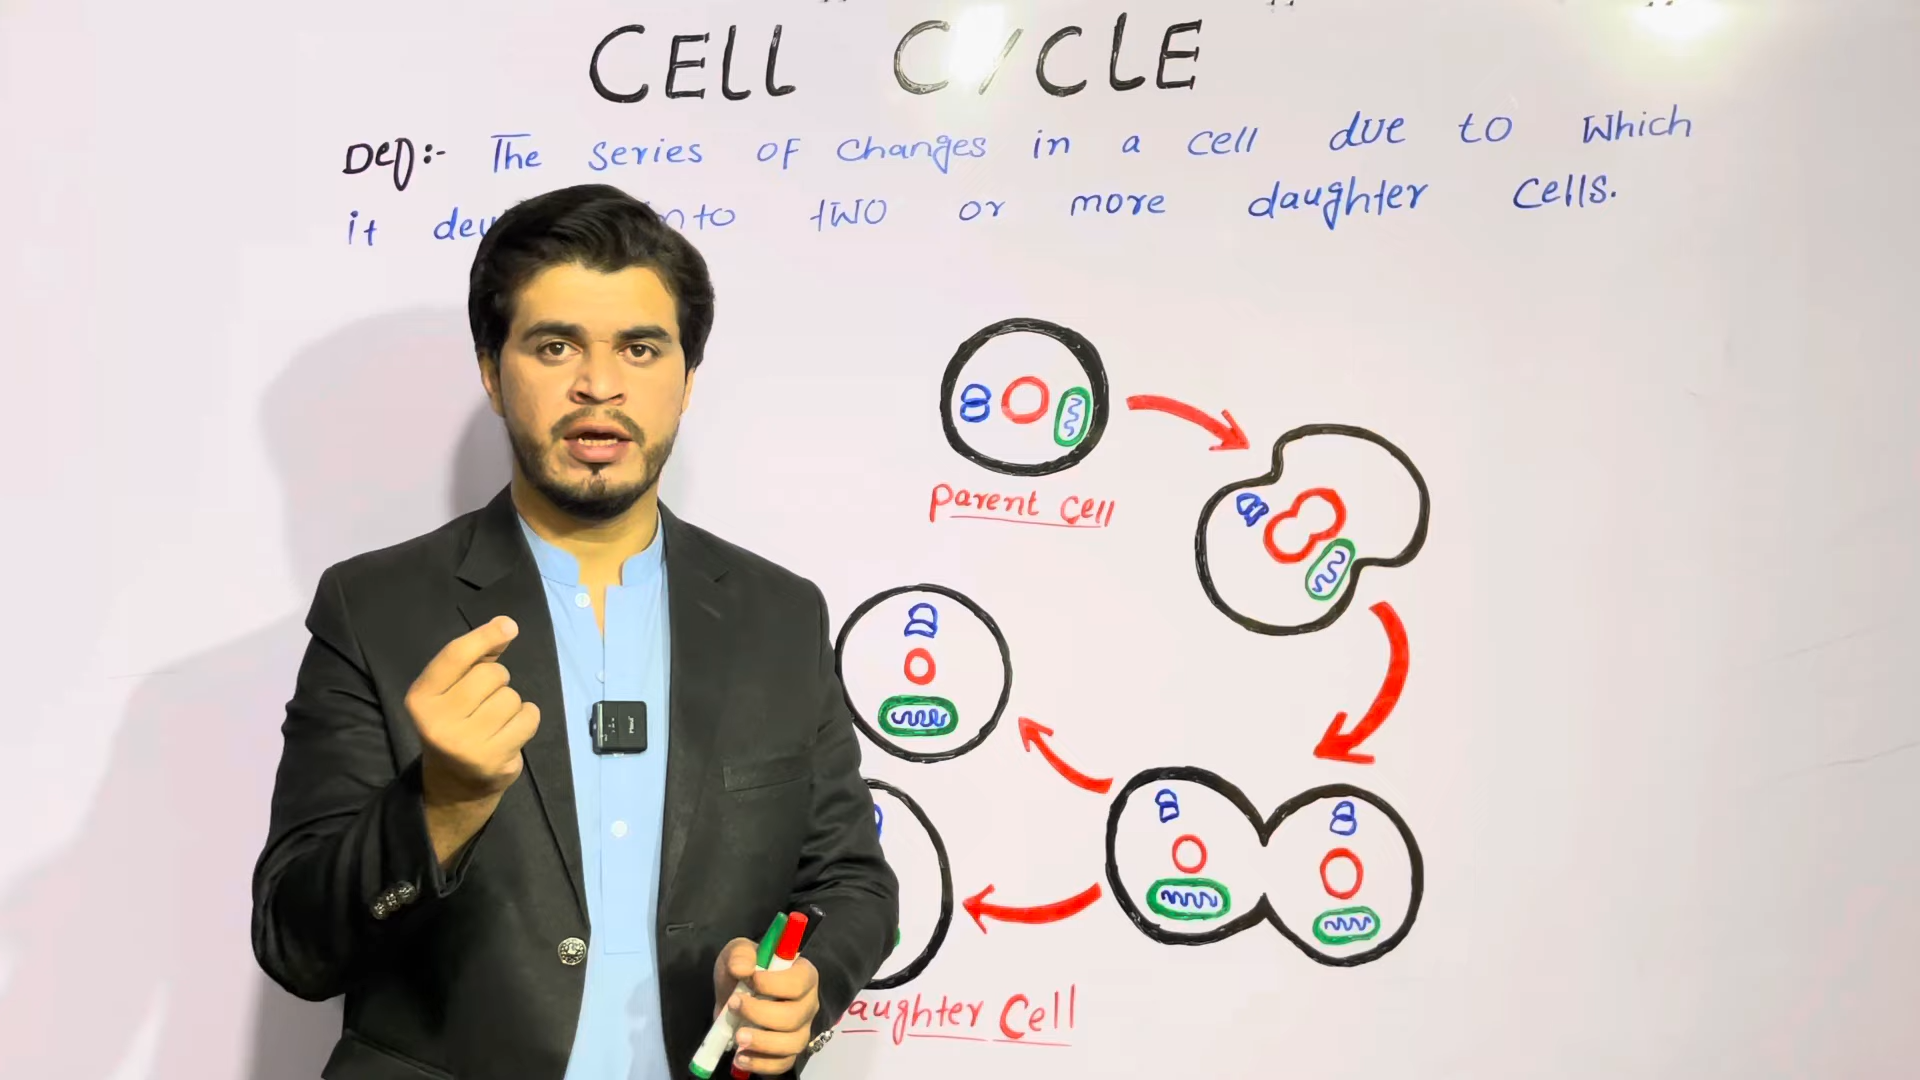 CELL CYCLE
Def:- The series of changes in a cell due to which
it into two or more daughter cells.
Parent cell
aughter cell